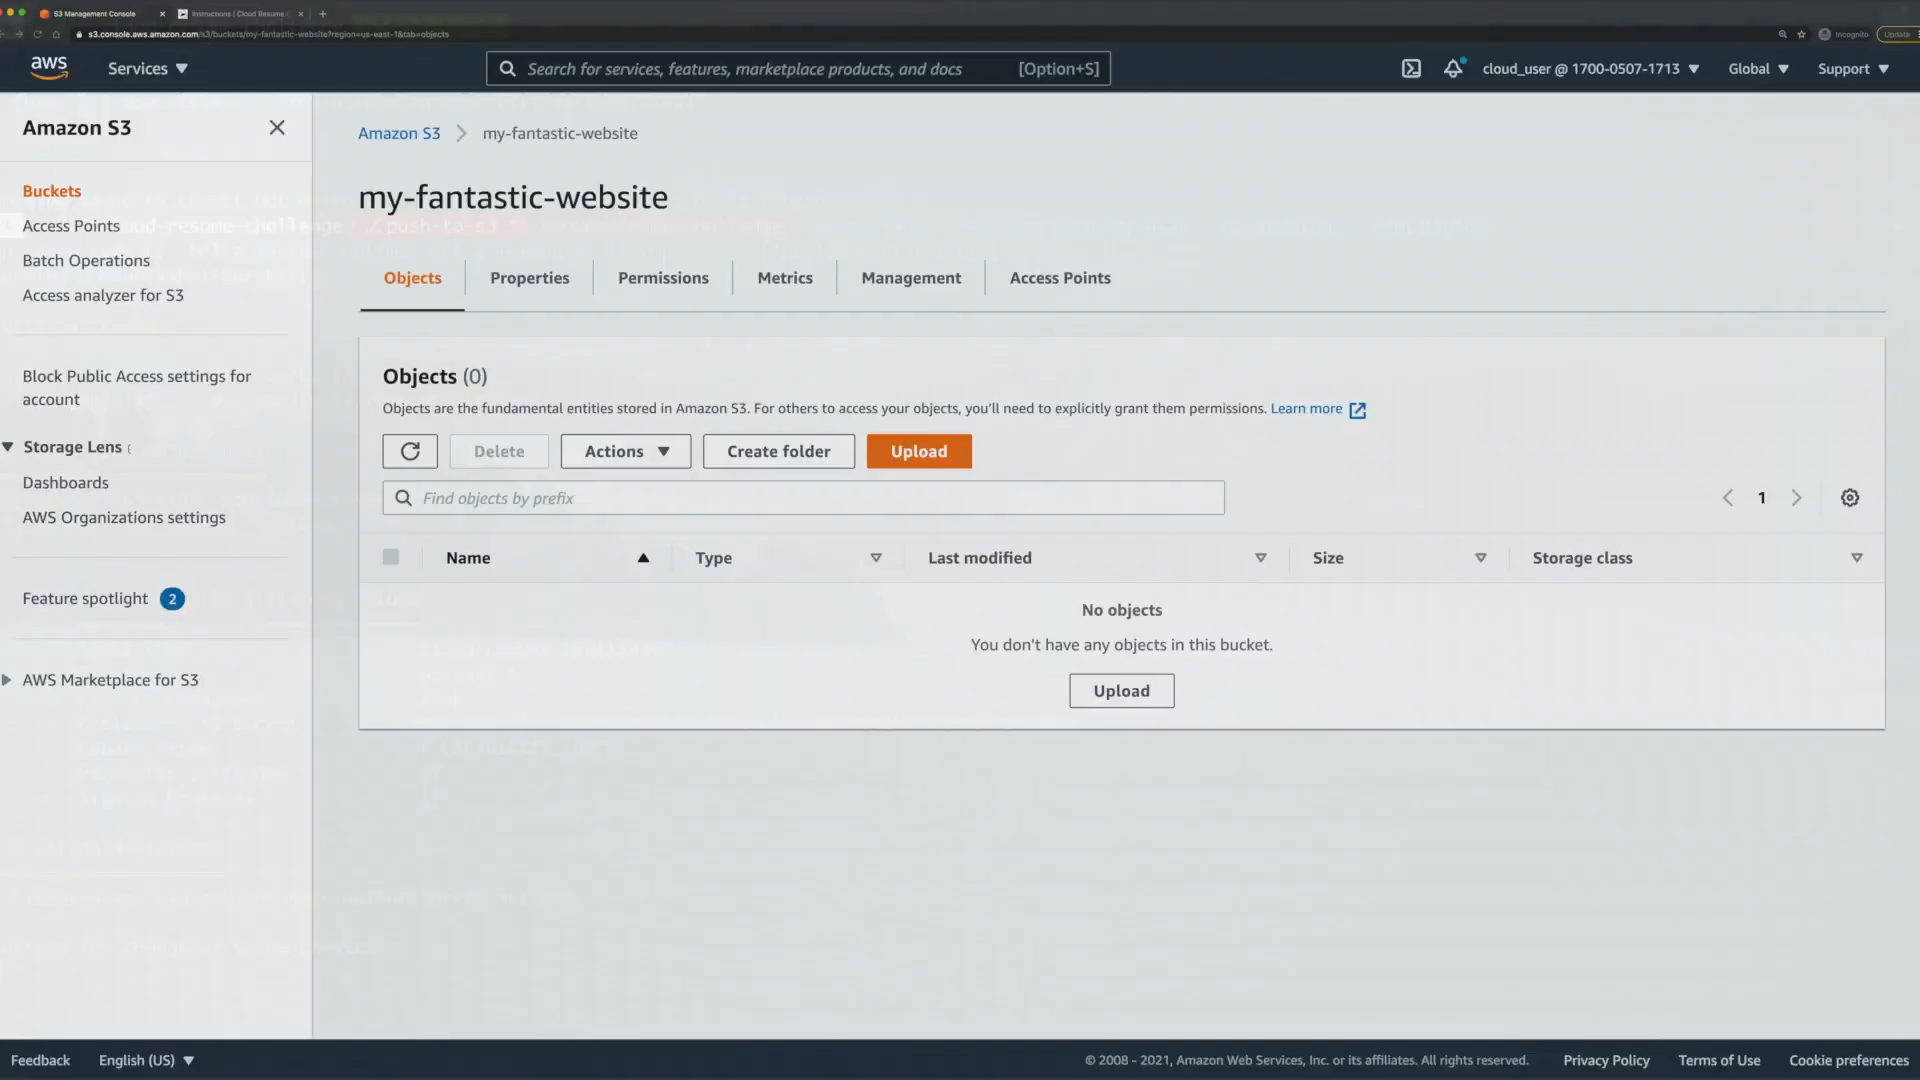 S3 Management Console
Instructions | Cloud Resume
s3.console.aws.amazon.com/s3/buckets/my-fantastic-website?region=us-east-1&tab=objects
Incognito
Update
aws
Services
Search for services, features, marketplace products, and docs
[Option+S]
cloud_user @ 1700-0507-1713
Global
Support
Amazon S3
Buckets
Access Points
Batch Operations
Access analyzer for S3
Block Public Access settings for
account
Storage Lens
Dashboards
AWS Organizations settings
Feature spotlight 2
AWS Marketplace for S3
Amazon S3 my-fantastic-website
my-fantastic-website
cloud-resume-challenge ./push-to-s3
Objects Properties Permissions Metrics Management Access Points
Objects (0)
Objects are the fundamental entities stored in Amazon S3. For others to access your objects, you'll need to explicitly grant them permissions. Learn more
Delete Actions Create folder Upload
Find objects by prefix
1
Name Type Last modified Size Storage class
No objects
You don't have any objects in this bucket.
Upload
Feedback English (US) © 2008 - 2021, Amazon Web Services, Inc. or its affiliates. All rights reserved. Privacy Policy Terms of Use Cookie preferences